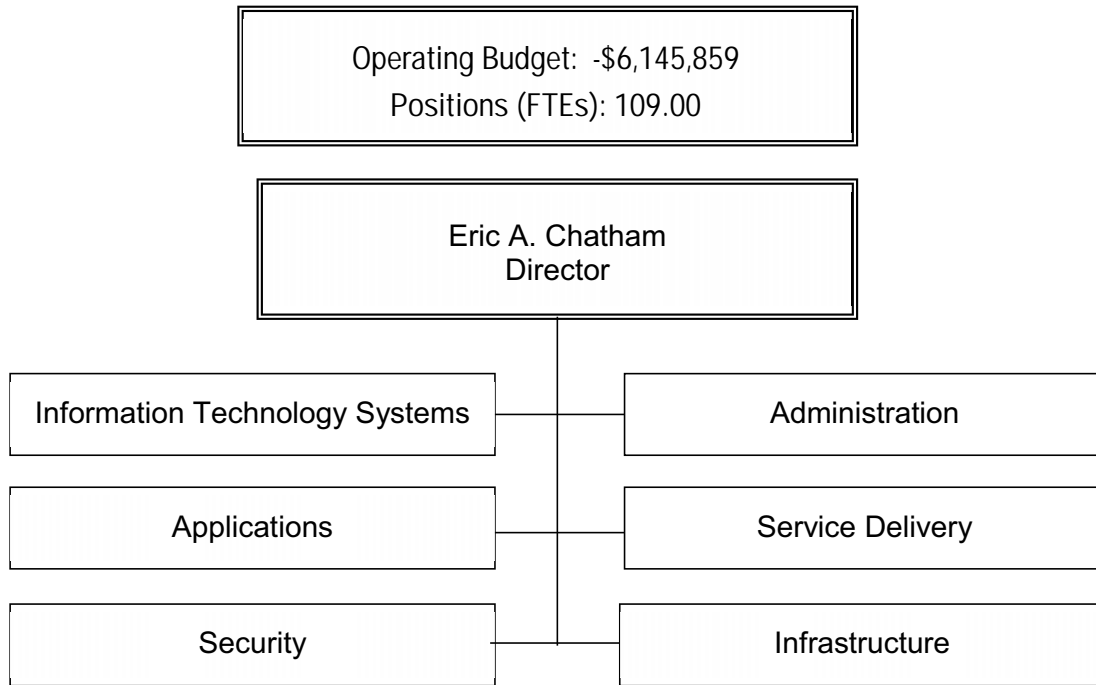 Operating Budget: -$6,145,859
Positions (FTEs): 109.00
Eric A. Chatham
Director
Information Technology Systems
Administration
Applications
Service Delivery
Security
Infrastructure